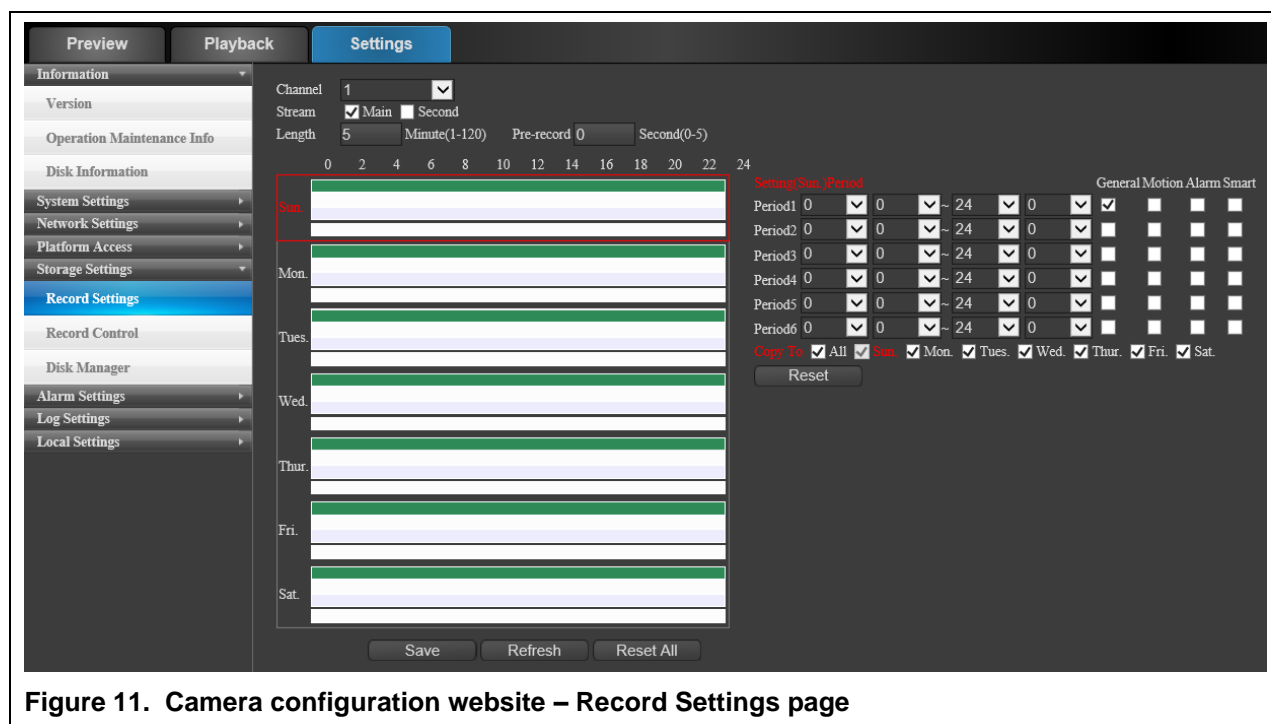 Preview Playback Settings
Information
Version
Operation Maintenance Info
Disk Information
System Settings
Network Settings
Platform Access
Storage Settings
Record Settings
Record Control
Disk Manager
Alarm Settings
Log Settings
Local Settings
Channel 1
Stream Main Second
Length 5 Minute(1-120) Pre-record 0 Second(0-5)
0 2 4 6 8 10 12 14 16 18 20 22 24
Sun.
Mon.
Tues.
Wed.
Thur.
Fri.
Sat.
Setting(Sun.)Period General Motion Alarm Smart
Period1 0 0 ~ 24 0
Period2 0 0 ~ 24 0
Period3 0 0 ~ 24 0
Period4 0 0 ~ 24 0
Period5 0 0 ~ 24 0
Period6 0 0 ~ 24 0
Copy To All Sun. Mon. Tues. Wed. Thur. Fri. Sat.
Reset
Save Refresh Reset All
Figure 11. Camera configuration website – Record Settings page